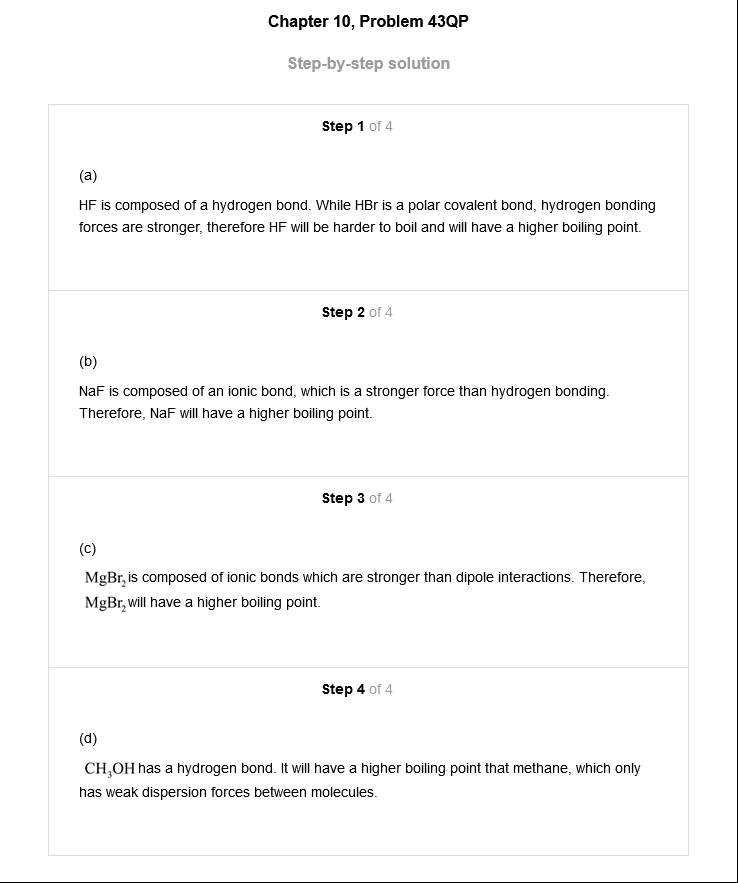 Chapter 10, Problem 43QP
Step-by-step solution
Step 1 of 4
(a)
HF is composed of a hydrogen bond. While HBr is a polar covalent bond, hydrogen bonding
forces are stronger, therefore HF will be harder to boil and will have a higher boiling point.
Step 2 of 4
(b)
NaF is composed of an ionic bond, which is a stronger force than hydrogen bonding.
Therefore, NaF will have a higher boiling point.
Step 3 of 4
(c)
MgBr₂ is composed of ionic bonds which are stronger than dipole interactions. Therefore,
MgBr₂ will have a higher boiling point.
Step 4 of 4
(d)
CH₃OH has a hydrogen bond. It will have a higher boiling point that methane, which only
has weak dispersion forces between molecules.